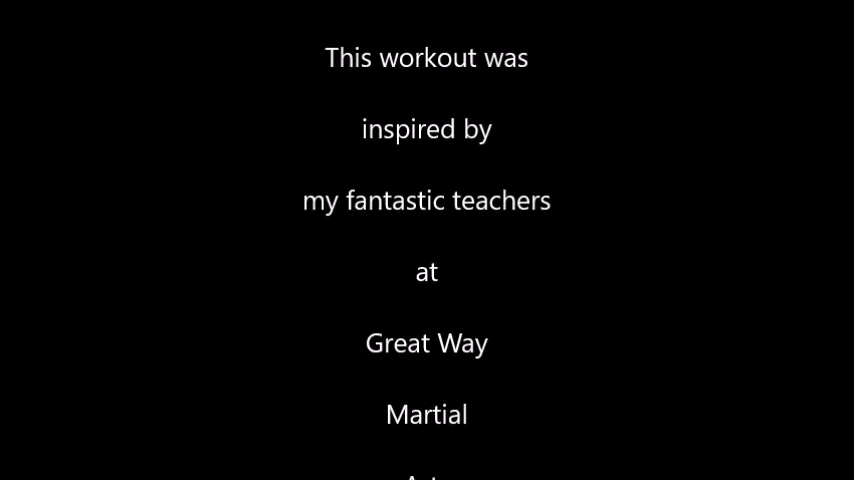 This workout was
inspired by
my fantastic teachers
at
Great Way
Martial